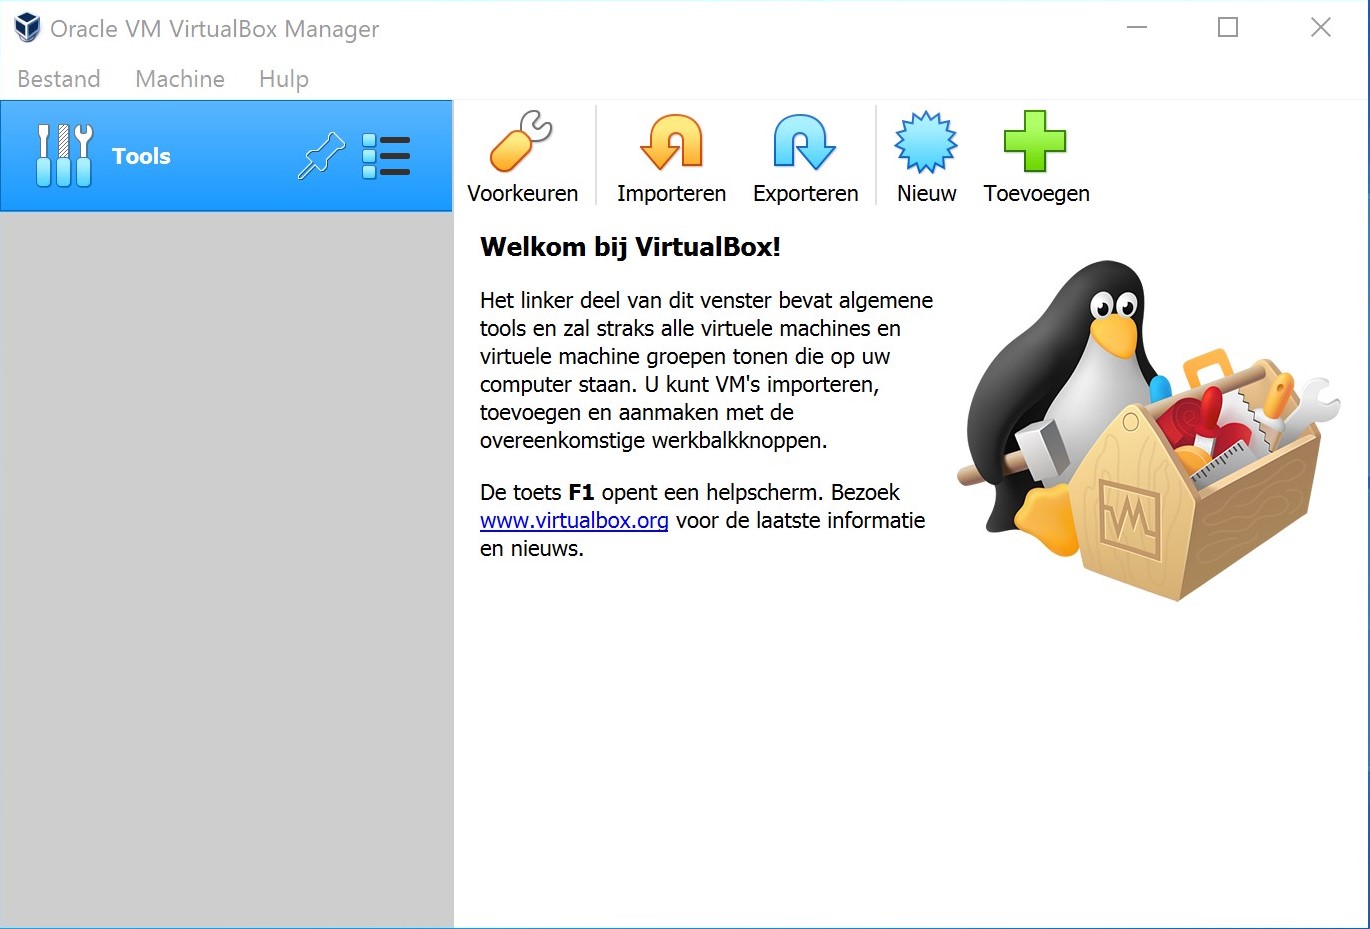 Oracle VM VirtualBox Manager
Bestand Machine Hulp
Tools
Voorkeuren Importeren Exporteren Nieuw Toevoegen
Welkom bij VirtualBox!
Het linker deel van dit venster bevat algemene
tools en zal straks alle virtuele machines en
virtuele machine groepen tonen die op uw
computer staan. U kunt VM's importeren,
toevoegen en aanmaken met de
overeenkomstige werkbalkknoppen.
De toets F1 opent een helpscherm. Bezoek
www.virtualbox.org voor de laatste informatie
en nieuws.
VM